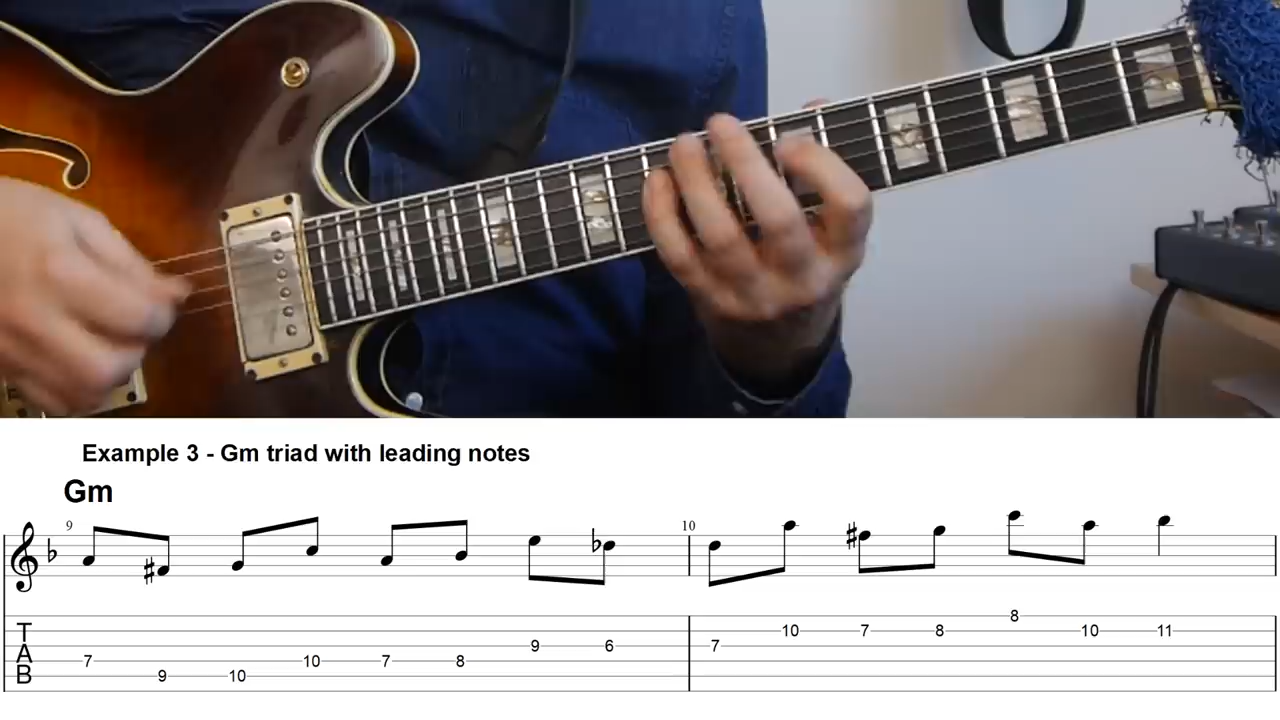 Example 3 - Gm triad with leading notes
Gm
9 10
8
T 10 7 8 10 11
A 9 6 7
7 10 7 8
B 9 10